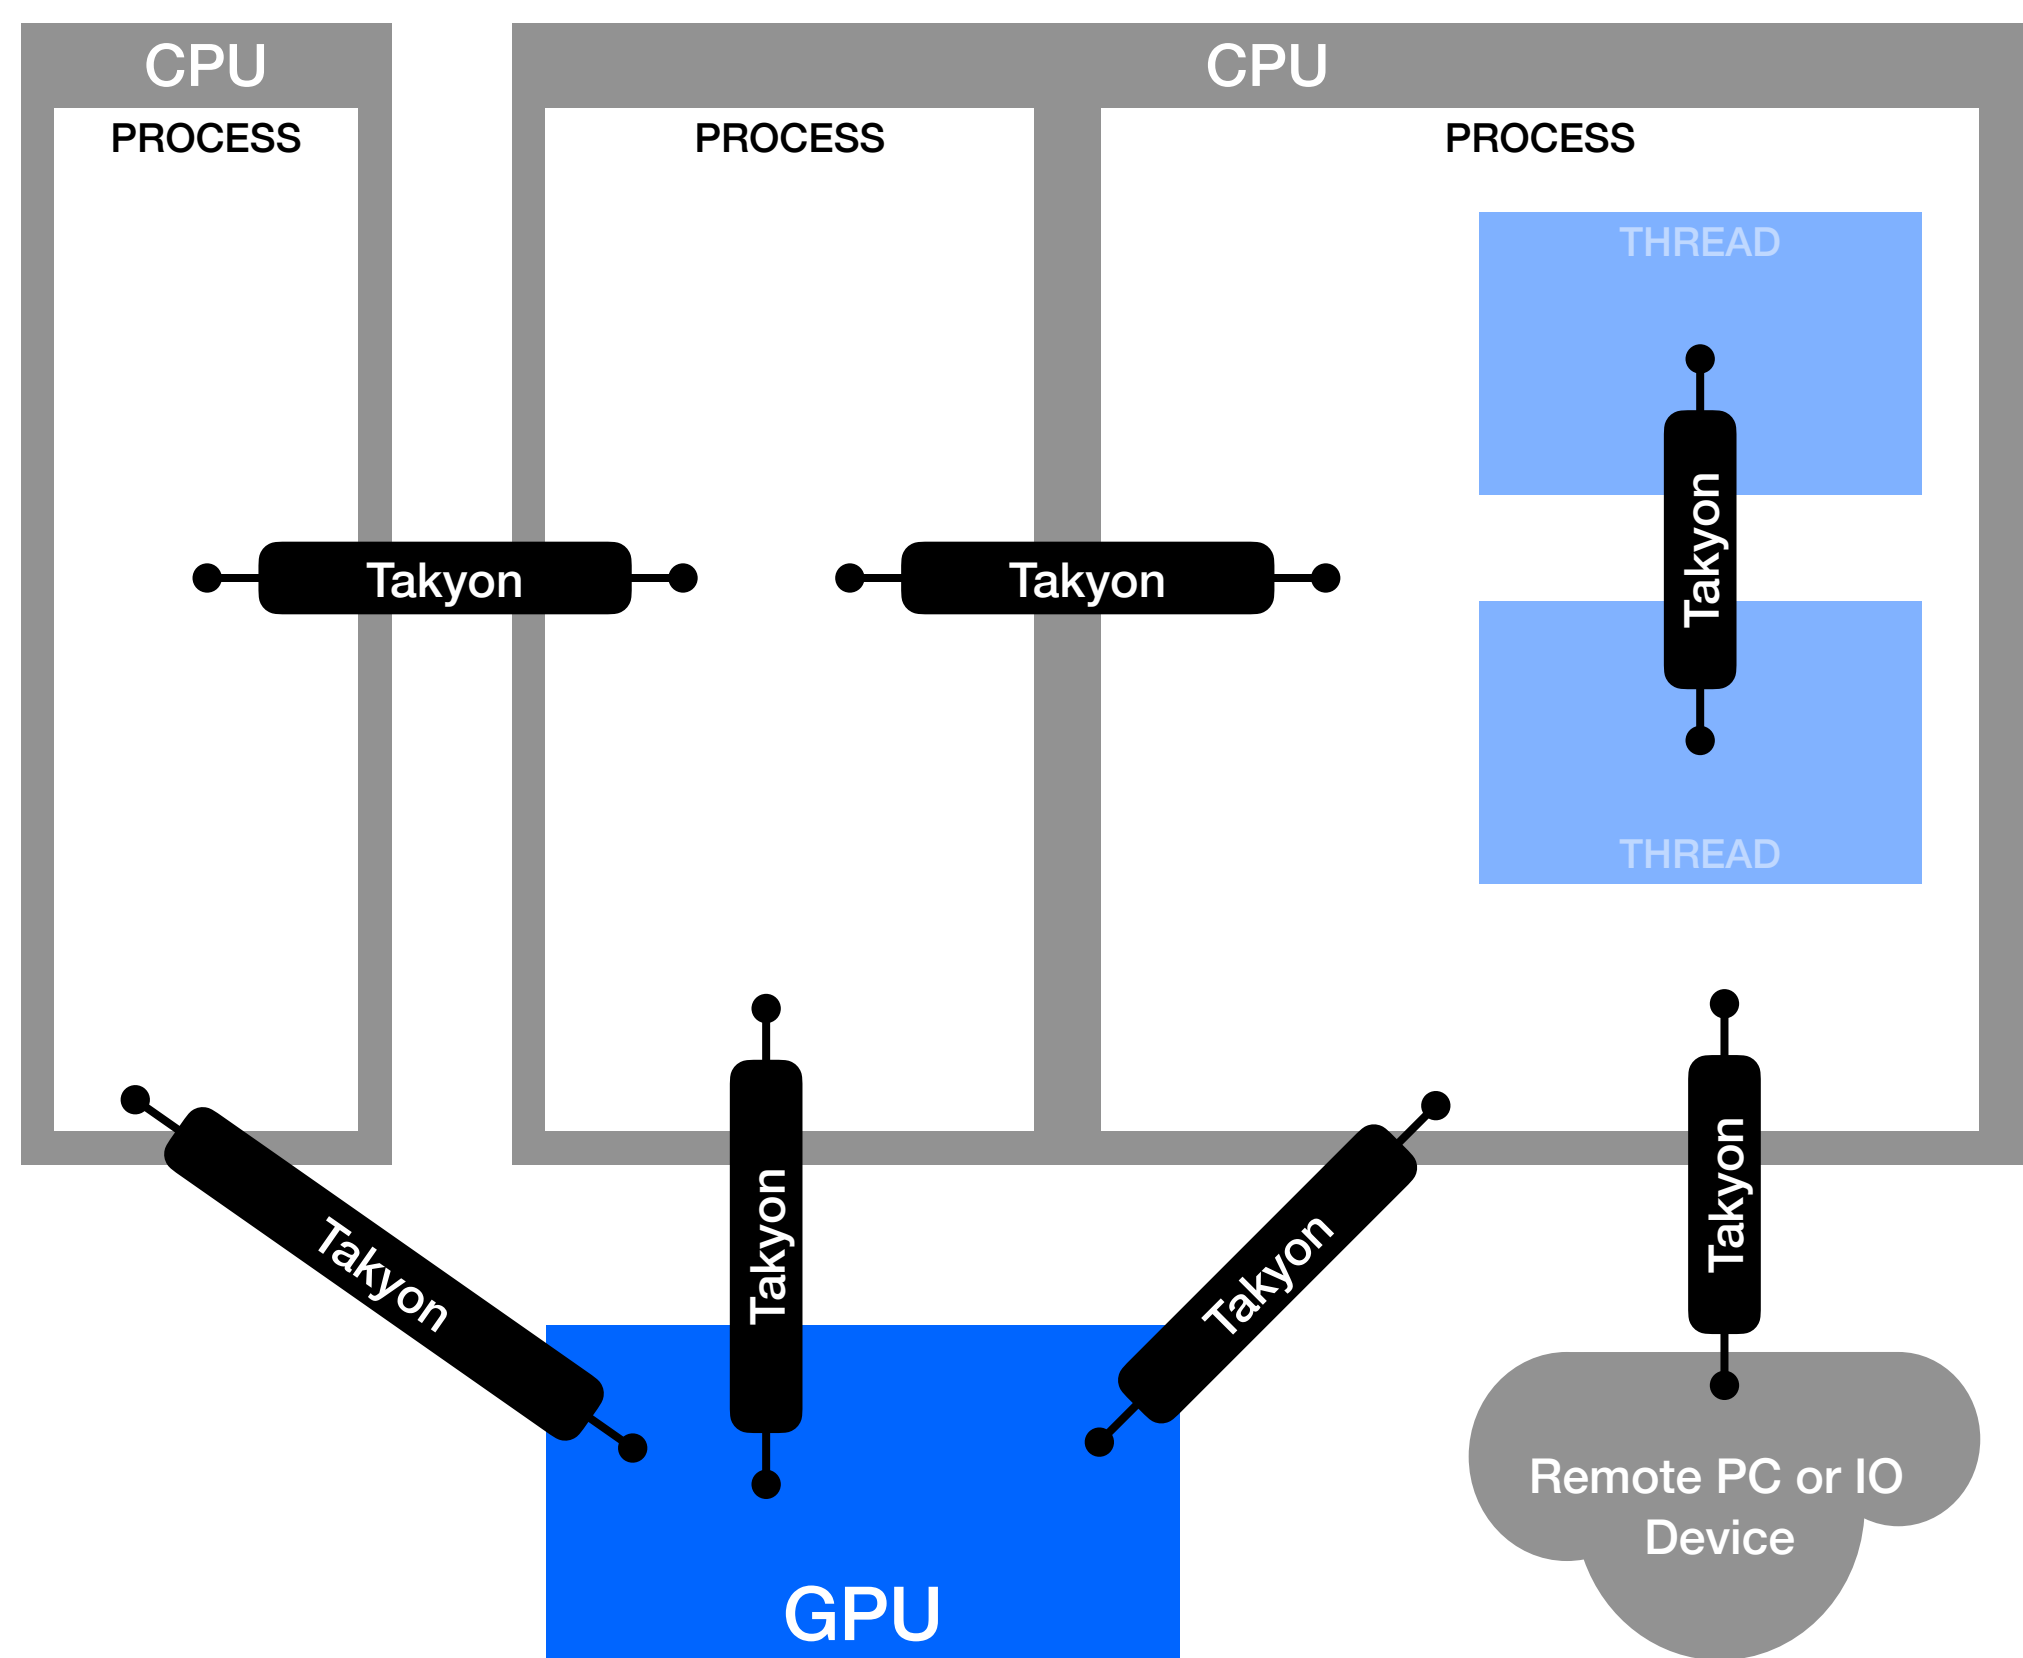 CPU
CPU
PROCESS
PROCESS
PROCESS
THREAD
Takyon
Takyon
Takyon
THREAD
Takyon
Takyon
Takyon
Takyon
Remote PC or IO
Device
GPU